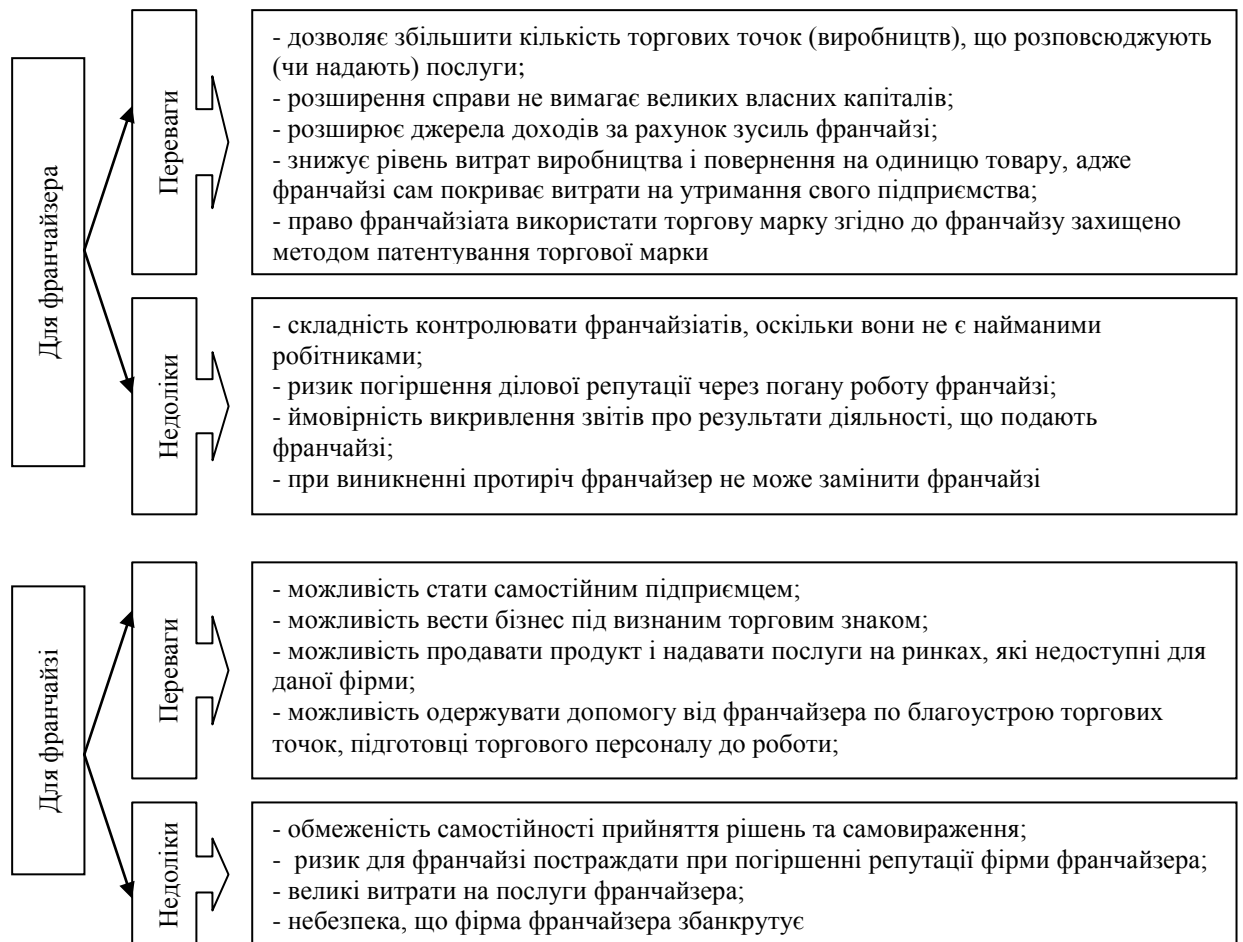 Для франчайзера
Переваги
- дозволяє збільшити кількість торгових точок (виробництв), що розповсюджують
(чи надають) послуги;
- розширення справи не вимагає великих власних капіталів;
- розширює джерела доходів за рахунок зусиль франчайзі;
- знижує рівень витрат виробництва і повернення на одиницю товару, адже
франчайзі сам покриває витрати на утримання свого підприємства;
- право франчайзіата використати торгову марку згідно до франчайзу захищено
методом патентування торгової марки
Недоліки
- складність контролювати франчайзіатів, оскільки вони не є найманими
робітниками;
- ризик погіршення ділової репутації через погану роботу франчайзі;
- ймовірність викривлення звітів про результати діяльності, що подають
франчайзі;
- при виникненні протиріч франчайзер не може замінити франчайзі
Для франчайзі
Переваги
- можливість стати самостійним підприємцем;
- можливість вести бізнес під визнаним торговим знаком;
- можливість продавати продукт і надавати послуги на ринках, які недоступні для
даної фірми;
- можливість одержувати допомогу від франчайзера по благоустрою торгових
точок, підготовці торгового персоналу до роботи;
Недоліки
- обмеженість самостійності прийняття рішень та самовираження;
- ризик для франчайзі постраждати при погіршенні репутації фірми франчайзера;
- великі витрати на послуги франчайзера;
- небезпека, що фірма франчайзера збанкрутує